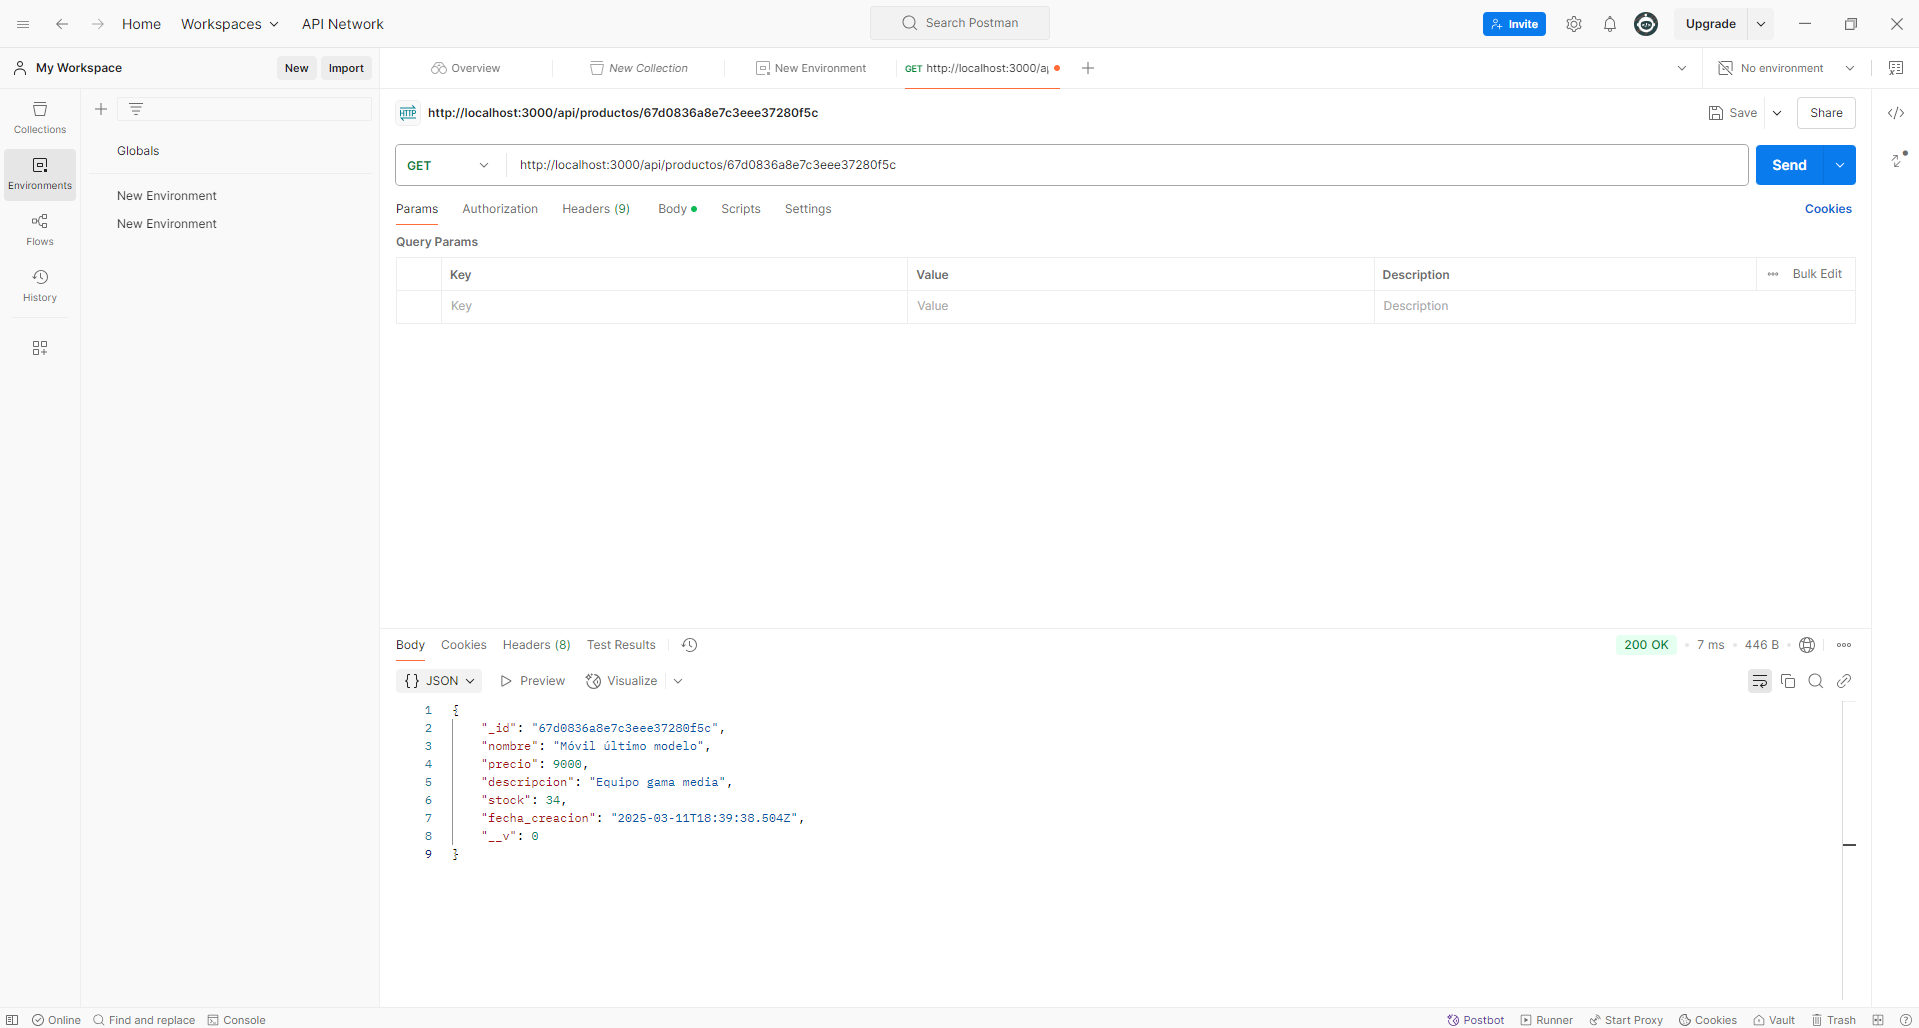 Home
Workspaces
API Network
Search Postman
Invite
Upgrade
My Workspace
New
Import
Overview
New Collection
New Environment
GET http://localhost:3000/a
No environment
Collections
Environments
Flows
History
Globals
New Environment
New Environment
HTTP
http://localhost:3000/api/productos/67d0836a8e7c3eee37280f5c
Save
Share
GET
http://localhost:3000/api/productos/67d0836a8e7c3eee37280f5c
Send
Params
Authorization
Headers (9)
Body
Scripts
Settings
Cookies
Query Params
Key
Value
Description
Bulk Edit
Key
Value
Description
Body
Cookies
Headers (8)
Test Results
200 OK
7 ms
446 B
{} JSON
Preview
Visualize
1 {
2 "_id": "67d0836a8e7c3eee37280f5c",
3 "nombre": "Móvil último modelo",
4 "precio": 9000,
5 "descripcion": "Equipo gama media",
6 "stock": 34,
7 "fecha_creacion": "2025-03-11T18:39:38.504Z",
8 "__v": 0
9 }
Online
Find and replace
Console
Postbot
Runner
Start Proxy
Cookies
Vault
Trash